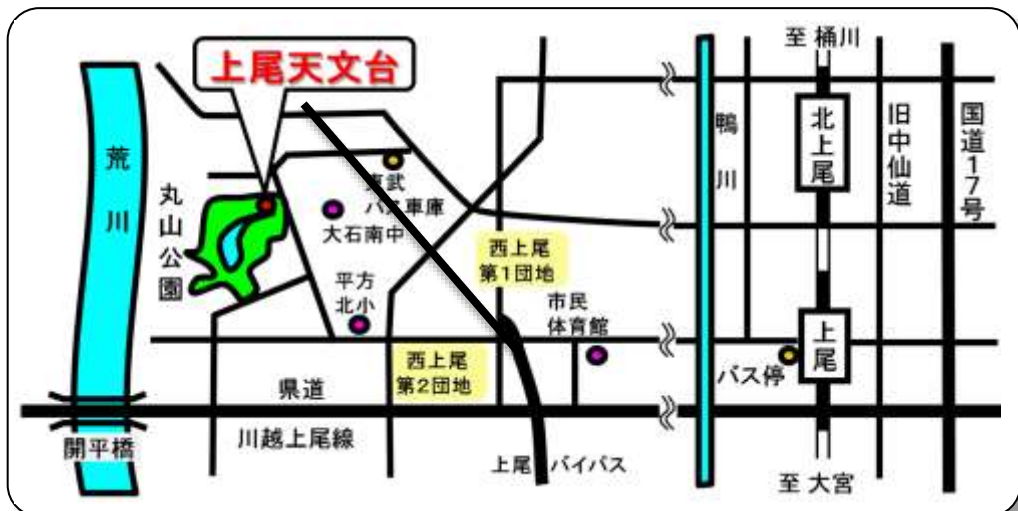 上尾天文台
至 桶川
荒川
丸山公園
東武
バス車庫
大石南中
平方
北小
西上尾
第1団地
市民
体育館
西上尾
第2団地
鴨川
北上尾
旧中仙道
国道17号
上尾
バス停
県道
川越上尾線
開平橋
上尾 バイパス
至 大宮